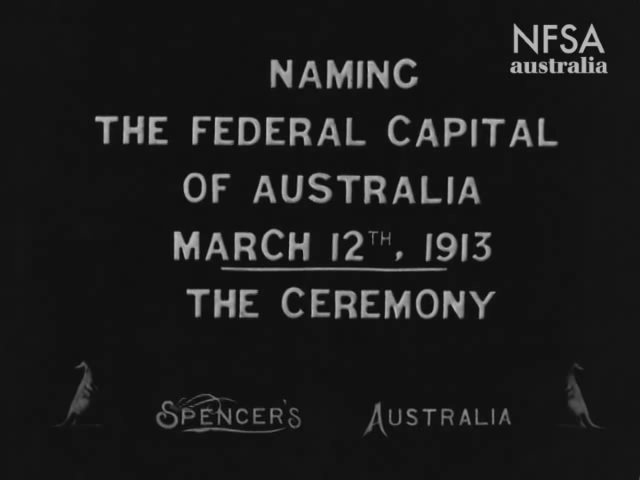 NFSA
australia
NAMING
THE FEDERAL CAPITAL
OF AUSTRALIA
MARCH 12TH, 1913
THE CEREMONY
SPENCER'S AUSTRALIA